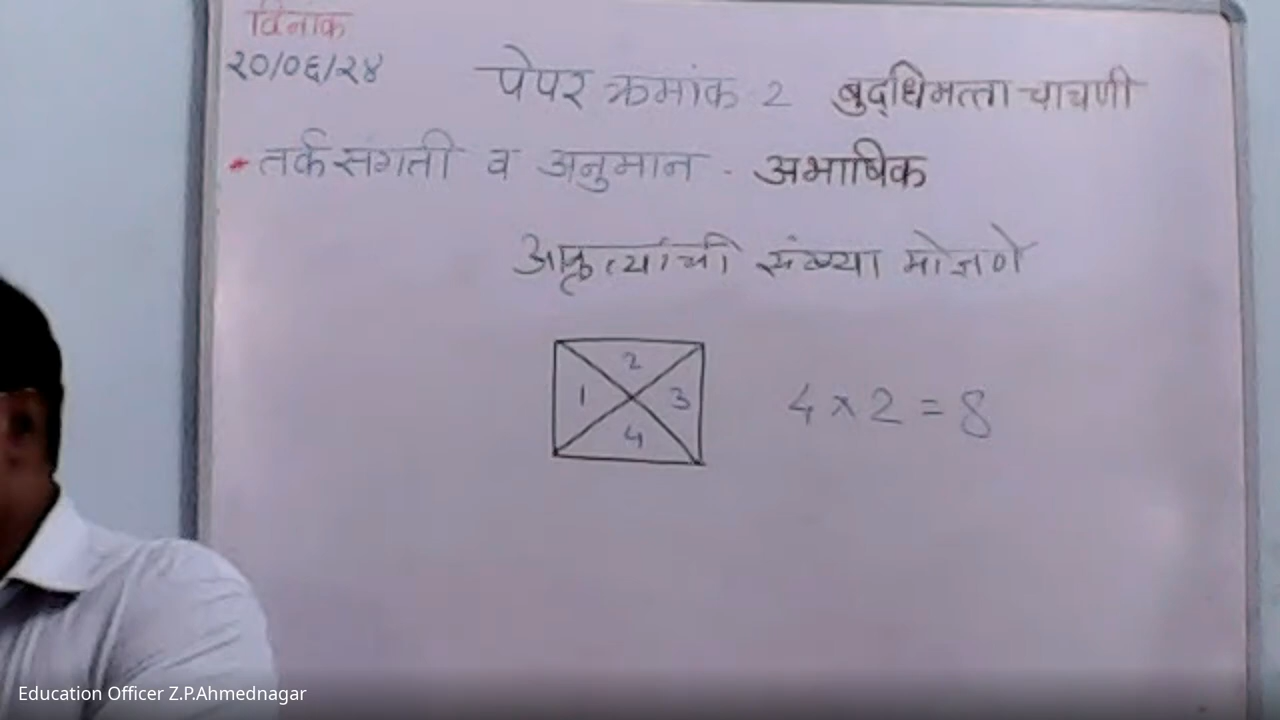 दिनांक
२०/०६/२४
पेपर क्रमांक 2 बुद्धिमत्ता चाचणी
* तर्कसंगती व अनुमान - अभाषिक
आकृत्यांची संख्या मोजणे
2
1 3
4
4 x 2 = 8
Education Officer Z.P.Ahmednagar